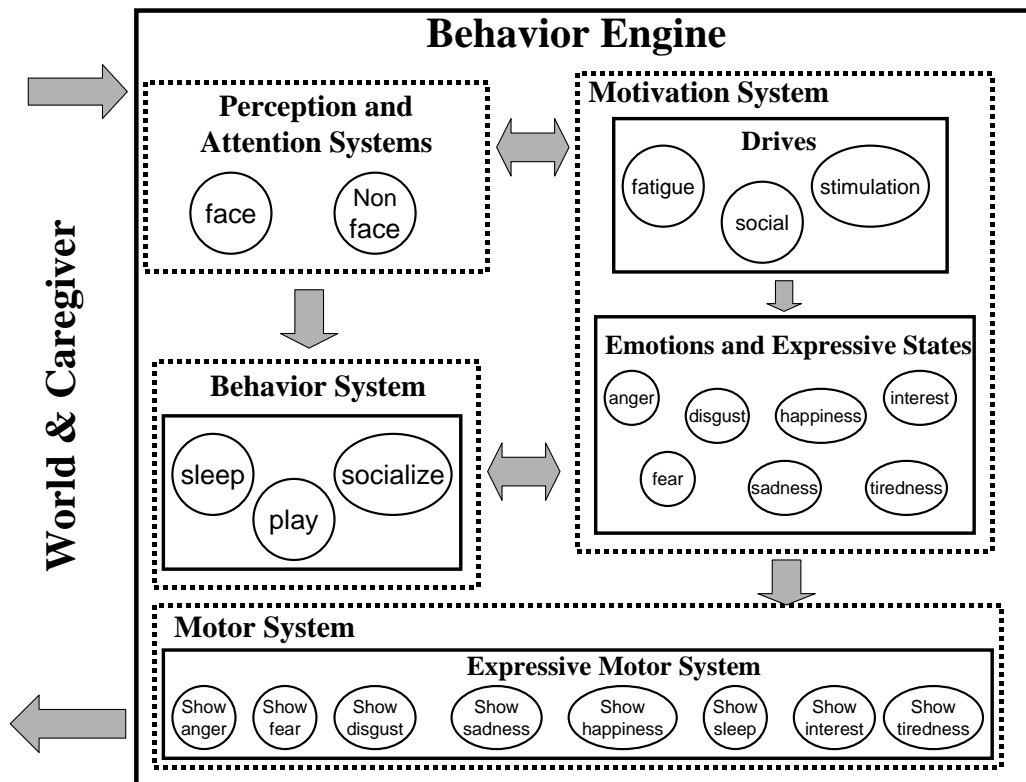 Behavior Engine
World & Caregiver
Perception and
Attention Systems
face
Non
face
Motivation System
Drives
fatigue
social
stimulation
Emotions and Expressive States
anger
disgust
happiness
interest
fear
sadness
tiredness
Behavior System
sleep
play
socialize
Motor System
Expressive Motor System
Show
anger
Show
fear
Show
disgust
Show
sadness
Show
happiness
Show
sleep
Show
interest
Show
tiredness